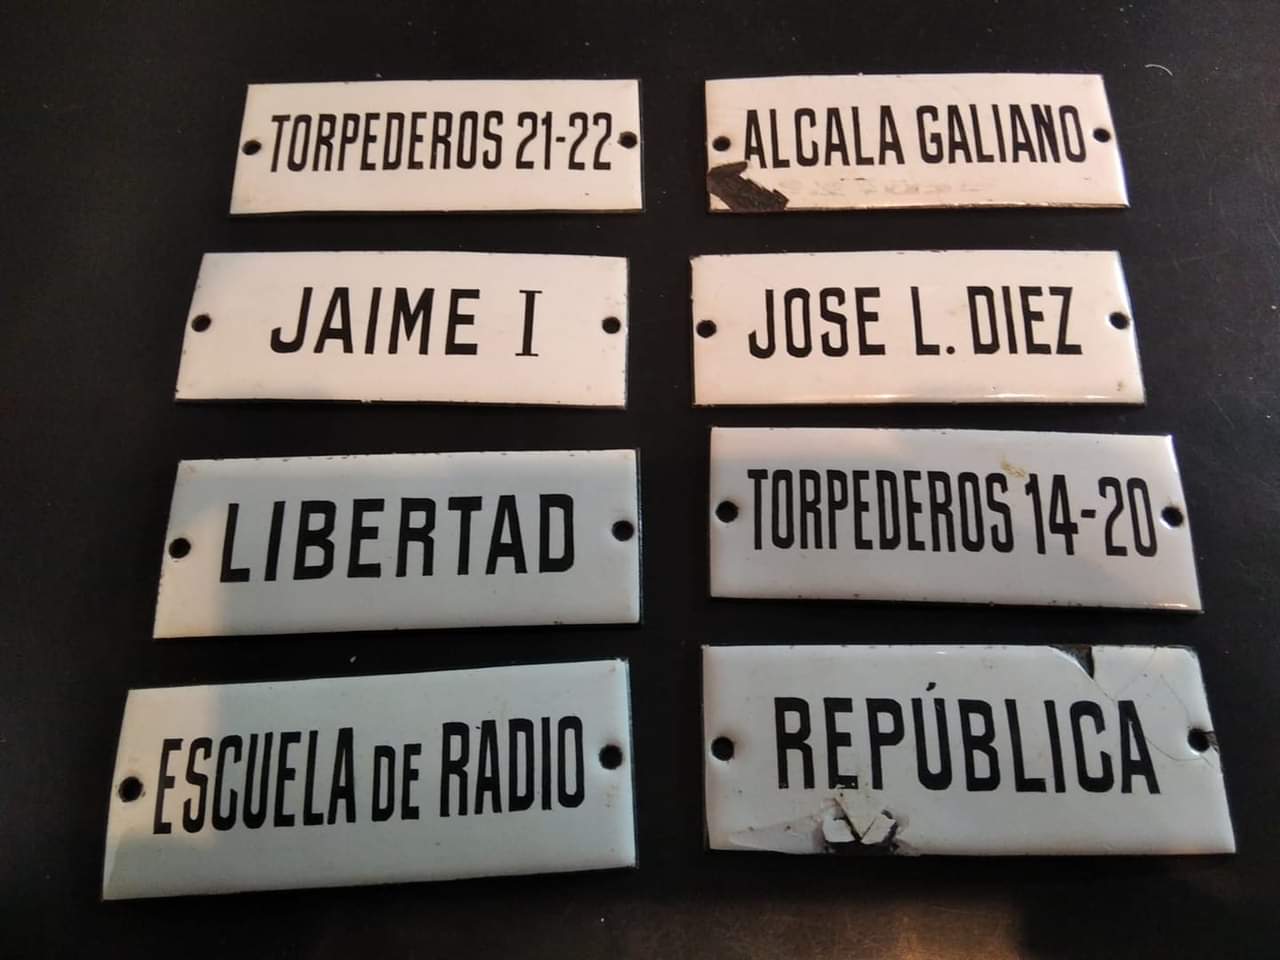 TORPEDEROS 21-22
ALCALA GALIANO
JAIME I
JOSE L. DIEZ
LIBERTAD
TORPEDEROS 14-20
ESCUELA DE RADIO
REPÚBLICA